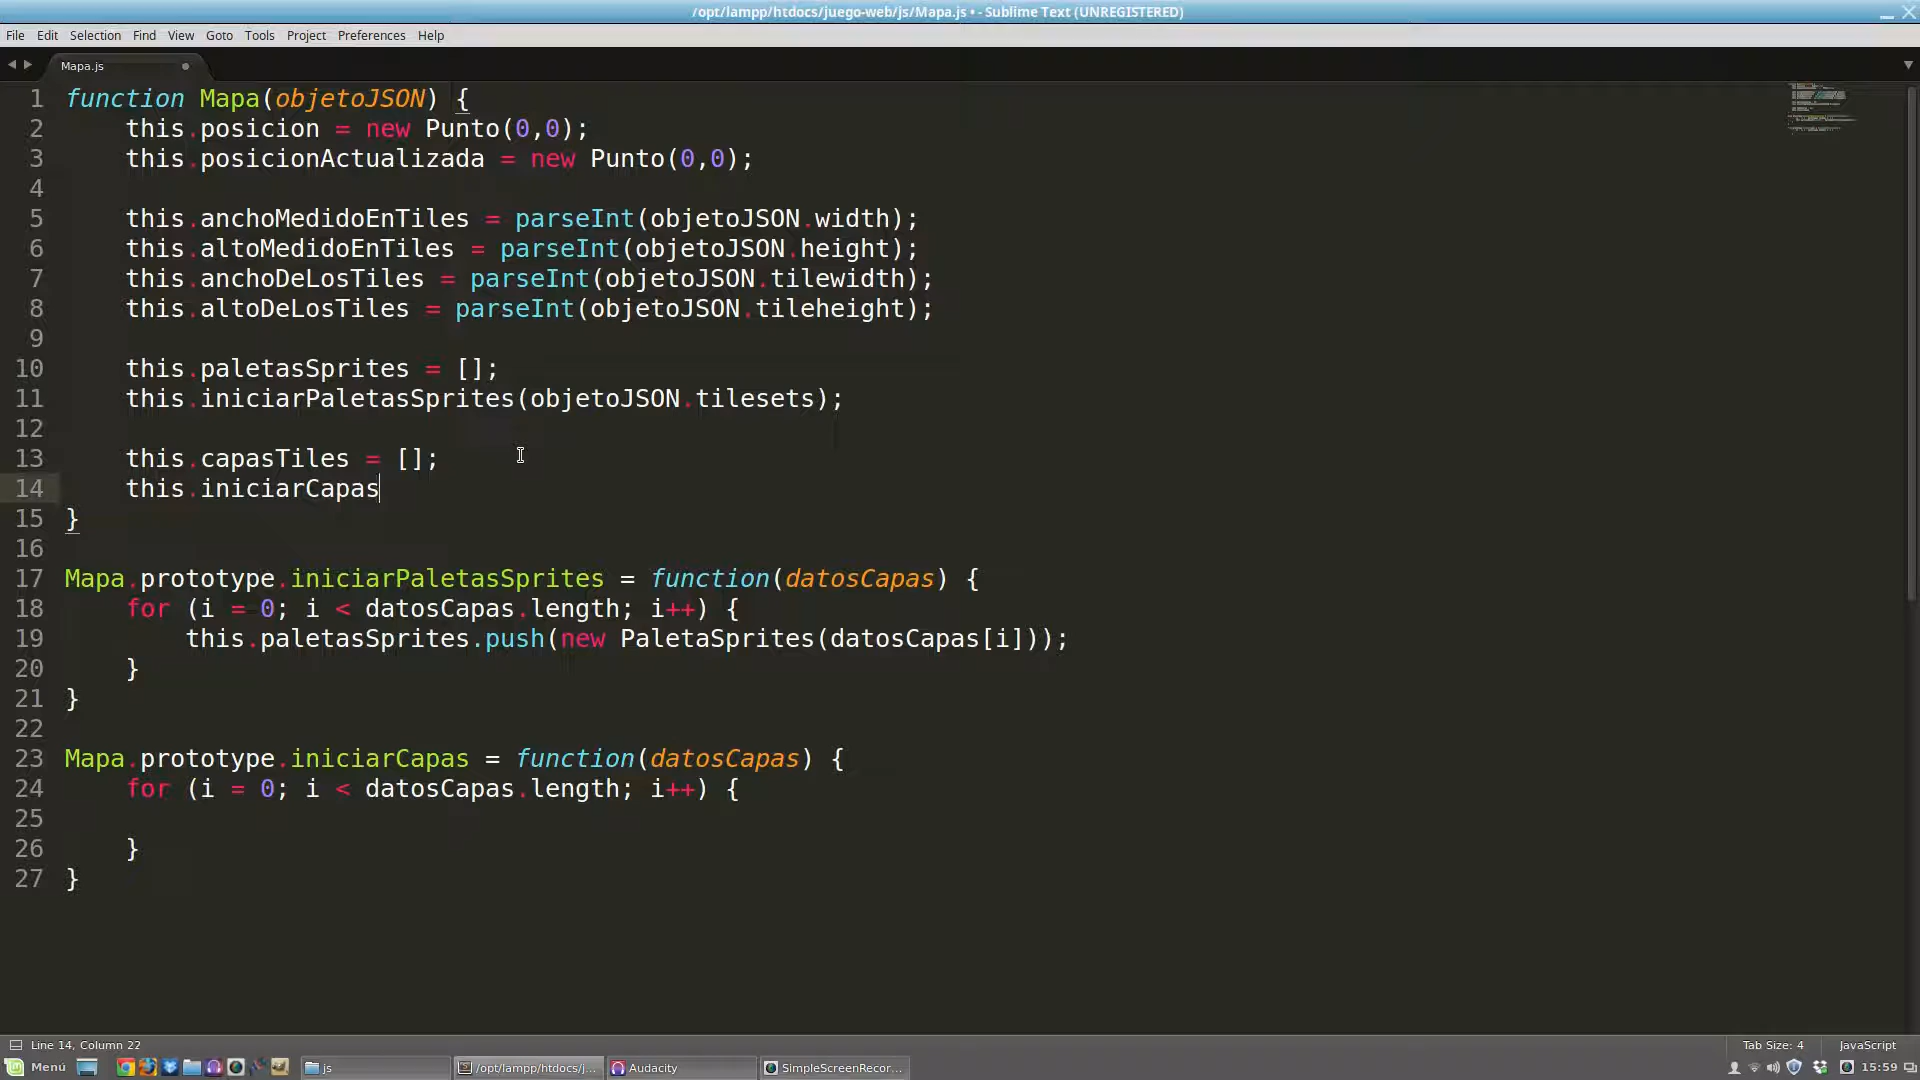 /opt/lampp/htdocs/juego-web/js/Mapa.js • - Sublime Text (UNREGISTERED)
File Edit Selection Find View Goto Tools Project Preferences Help
Mapa.js
1 function Mapa(objetoJSON) {
2     this.posicion = new Punto(0,0);
3     this.posicionActualizada = new Punto(0,0);
4
5     this.anchoMedidoEnTiles = parseInt(objetoJSON.width);
6     this.altoMedidoEnTiles = parseInt(objetoJSON.height);
7     this.anchoDeLosTiles = parseInt(objetoJSON.tilewidth);
8     this.altoDeLosTiles = parseInt(objetoJSON.tileheight);
9
10     this.paletasSprites = [];
11     this.iniciarPaletasSprites(objetoJSON.tilesets);
12
13     this.capasTiles = [];
14     this.iniciarCapas
15 }
16
17 Mapa.prototype.iniciarPaletasSprites = function(datosCapas) {
18     for (i = 0; i < datosCapas.length; i++) {
19         this.paletasSprites.push(new PaletaSprites(datosCapas[i]));
20     }
21 }
22
23 Mapa.prototype.iniciarCapas = function(datosCapas) {
24     for (i = 0; i < datosCapas.length; i++) {
25
26     }
27 }
Line 14, Column 22 Tab Size: 4 JavaScript
Menú js /opt/lampp/htdocs/j... Audacity SimpleScreenRecor... 15:59